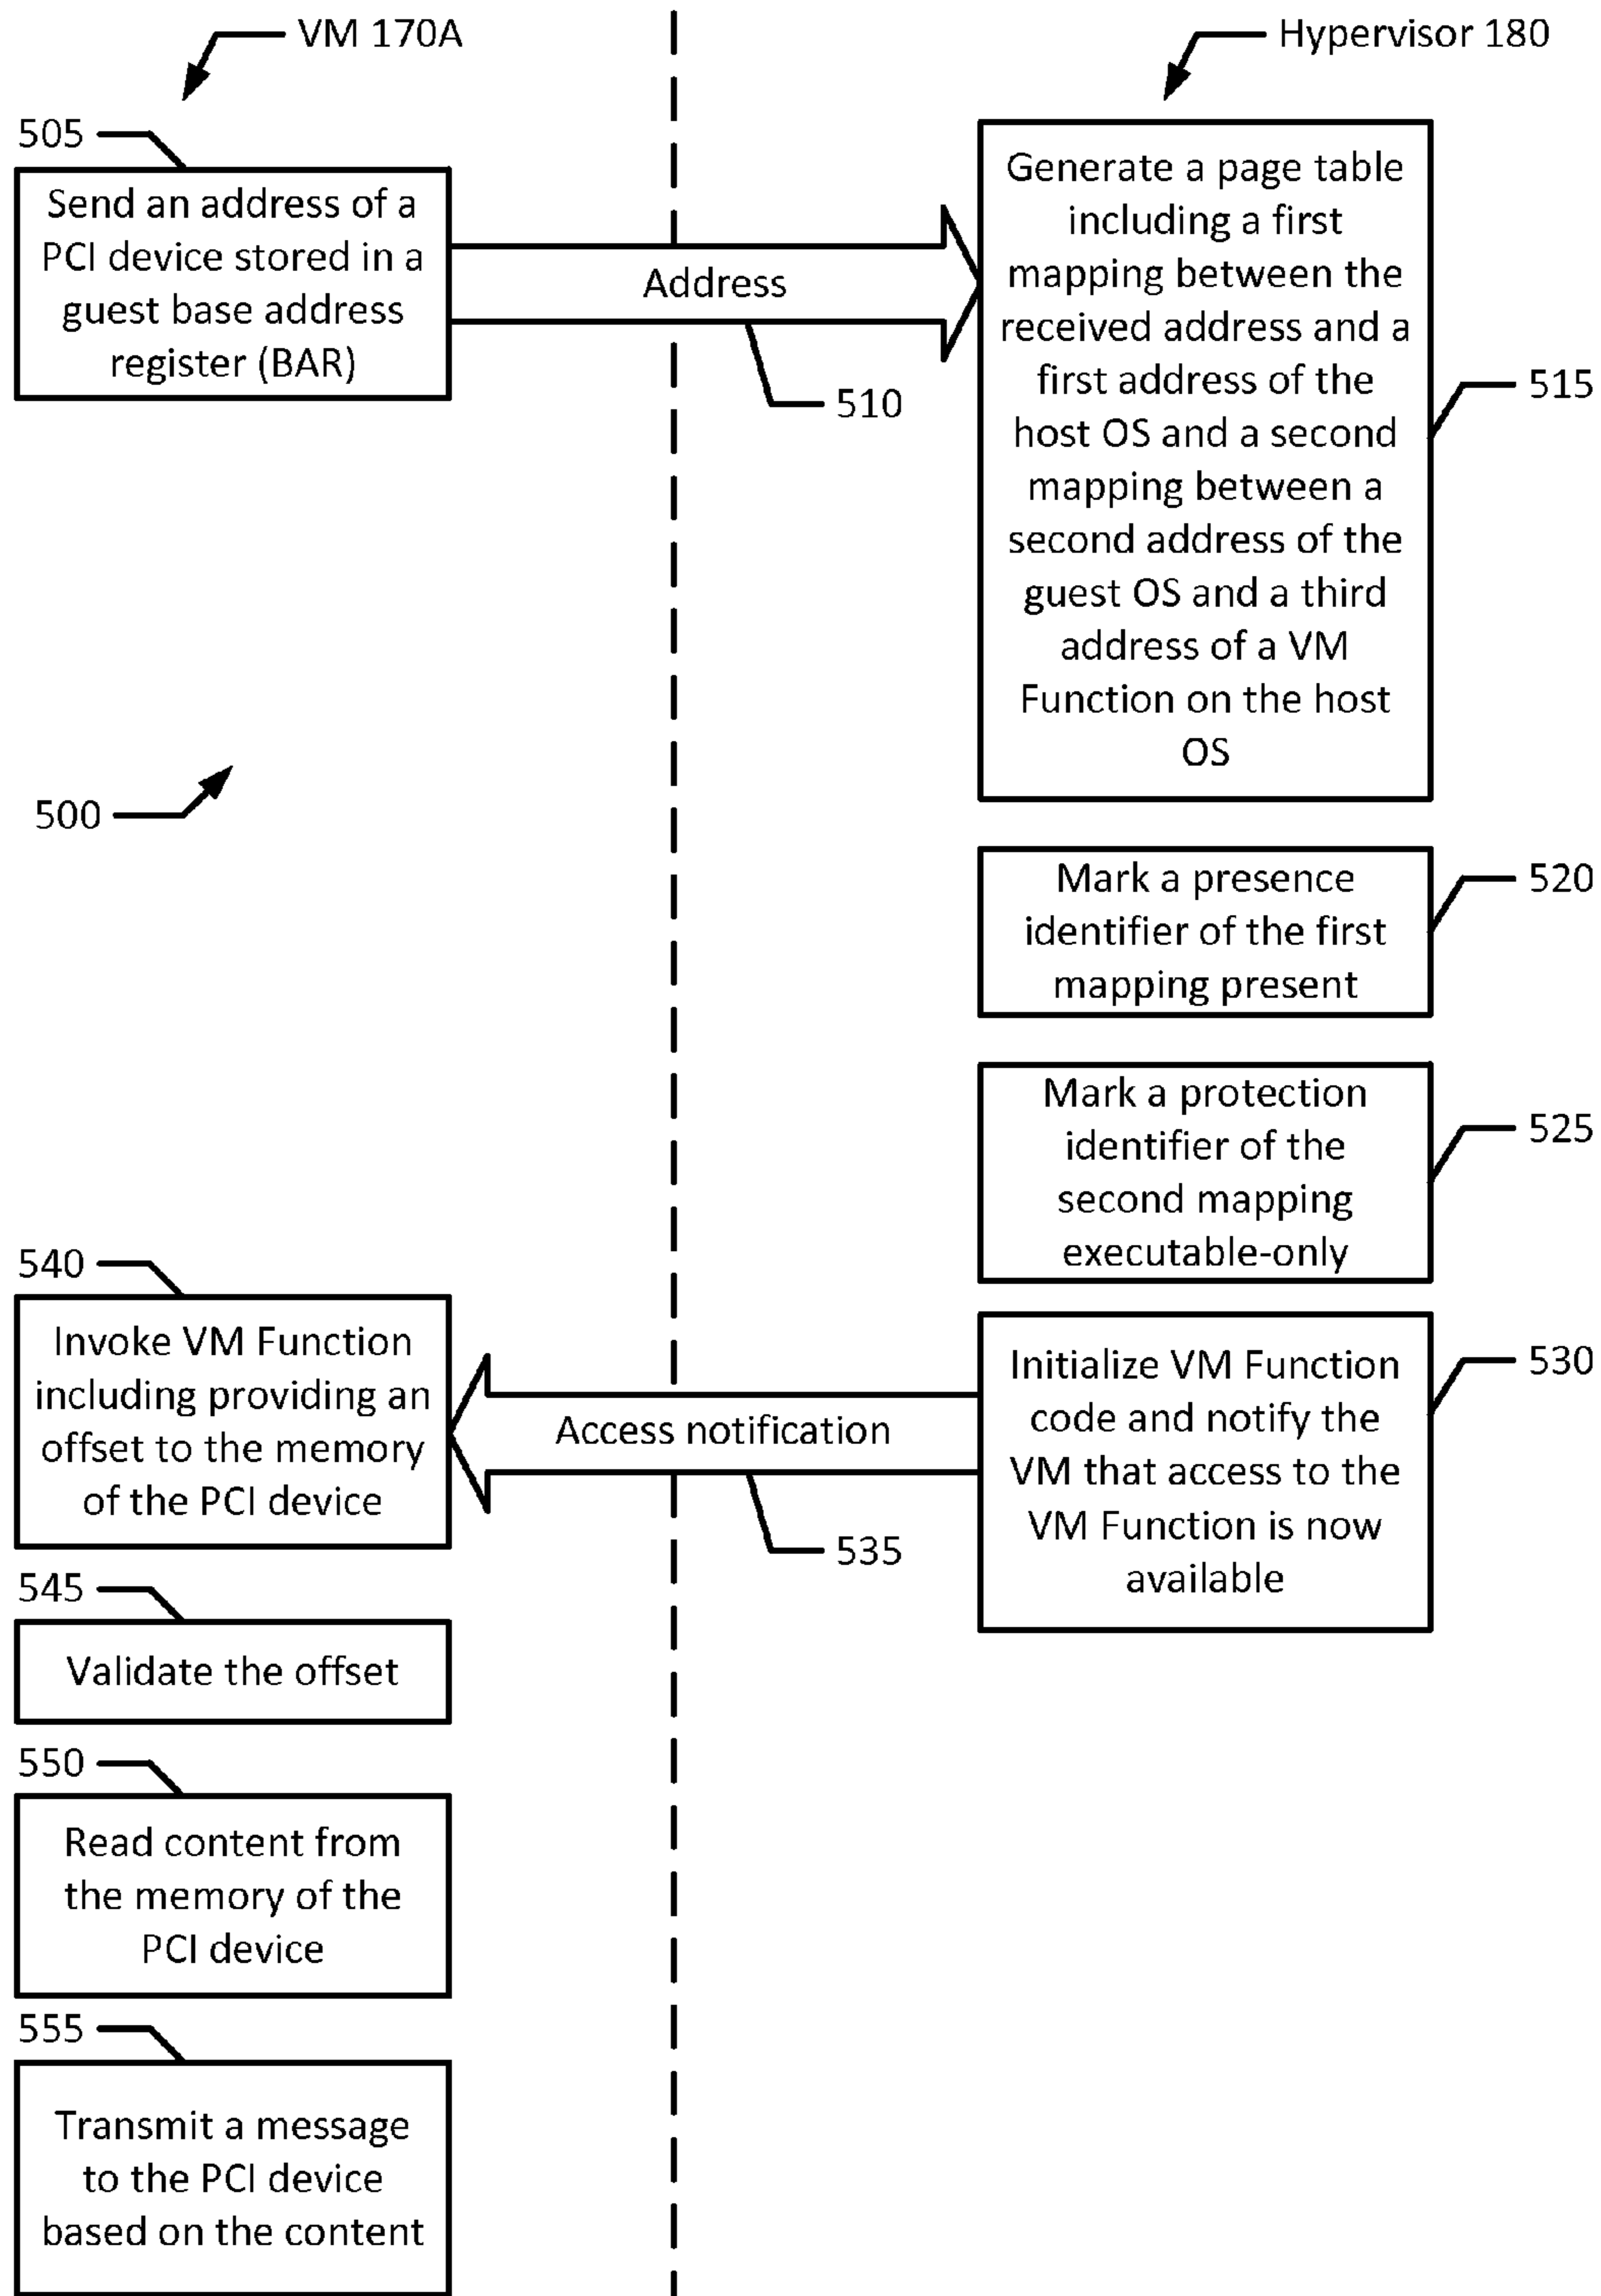 VM 170A
Hypervisor 180
505
Send an address of a
PCI device stored in a
guest base address
register (BAR)
Address
510
Generate a page table
including a first
mapping between the
received address and a
first address of the
host OS and a second
mapping between a
second address of the
guest OS and a third
address of a VM
Function on the host
OS
515
500
Mark a presence
identifier of the first
mapping present
520
Mark a protection
identifier of the
second mapping
executable-only
525
Initialize VM Function
code and notify the
VM that access to the
VM Function is now
available
530
Access notification
535
540
Invoke VM Function
including providing an
offset to the memory
of the PCI device
545
Validate the offset
550
Read content from
the memory of the
PCI device
555
Transmit a message
to the PCI device
based on the content